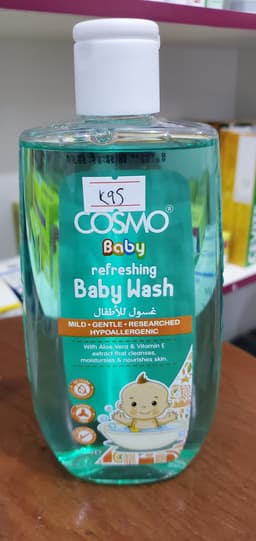 K95
COSMO®
Baby
refreshing
Baby Wash
غسول للأطفال
MILD • GENTLE • RESEARCHED
HYPOALLERGENIC
With Aloe Vera & Vitamin E
extract that cleanses,
moisturises & nourishes skin.